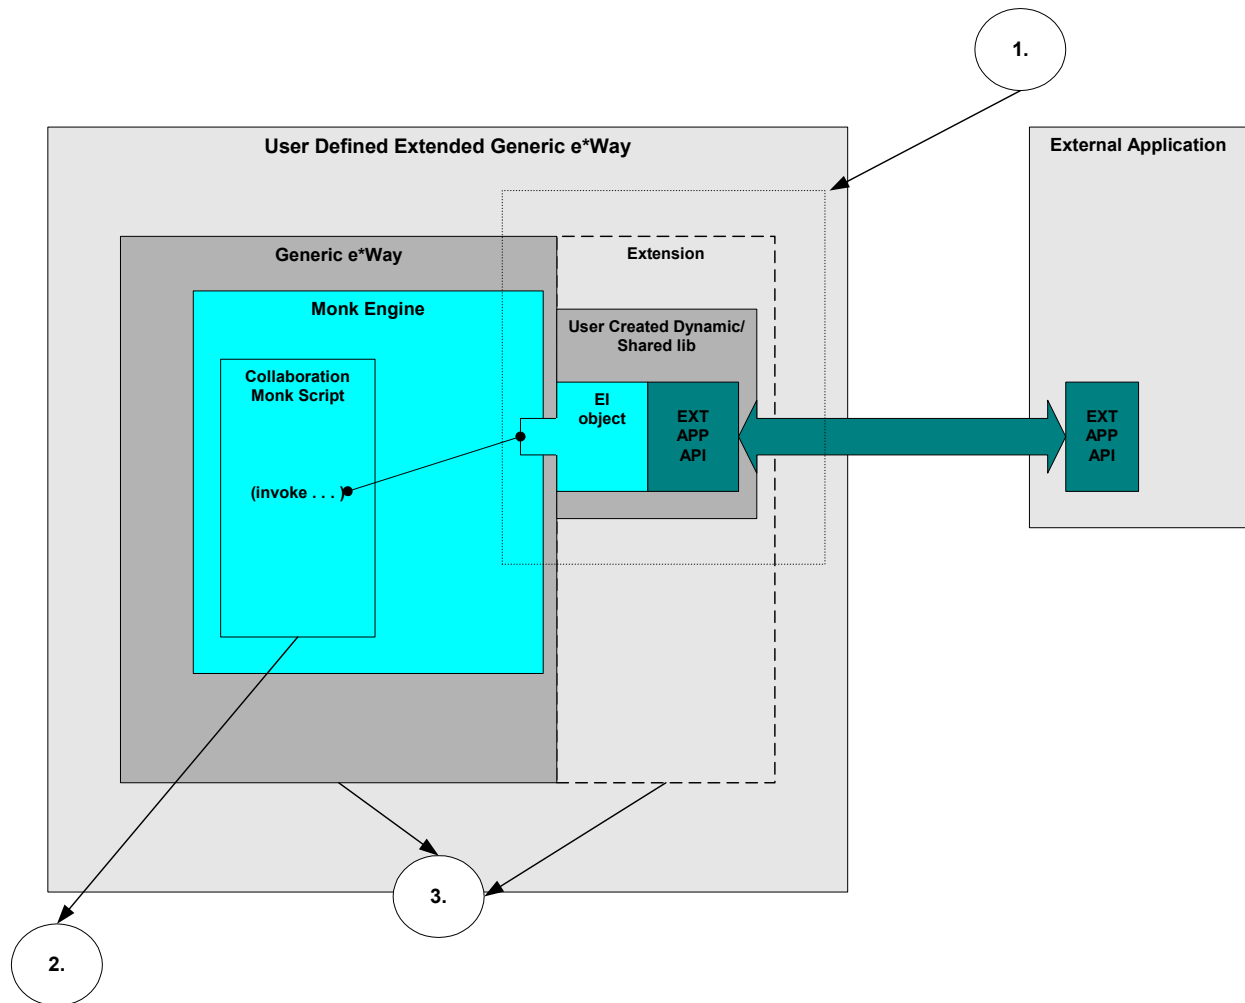 1.
User Defined Extended Generic e*Way
External Application
Generic e*Way
Extension
Monk Engine
User Created Dynamic/
Shared lib
Collaboration
Monk Script
EI
object
EXT
APP
API
EXT
APP
API
(invoke . . . )
3.
2.